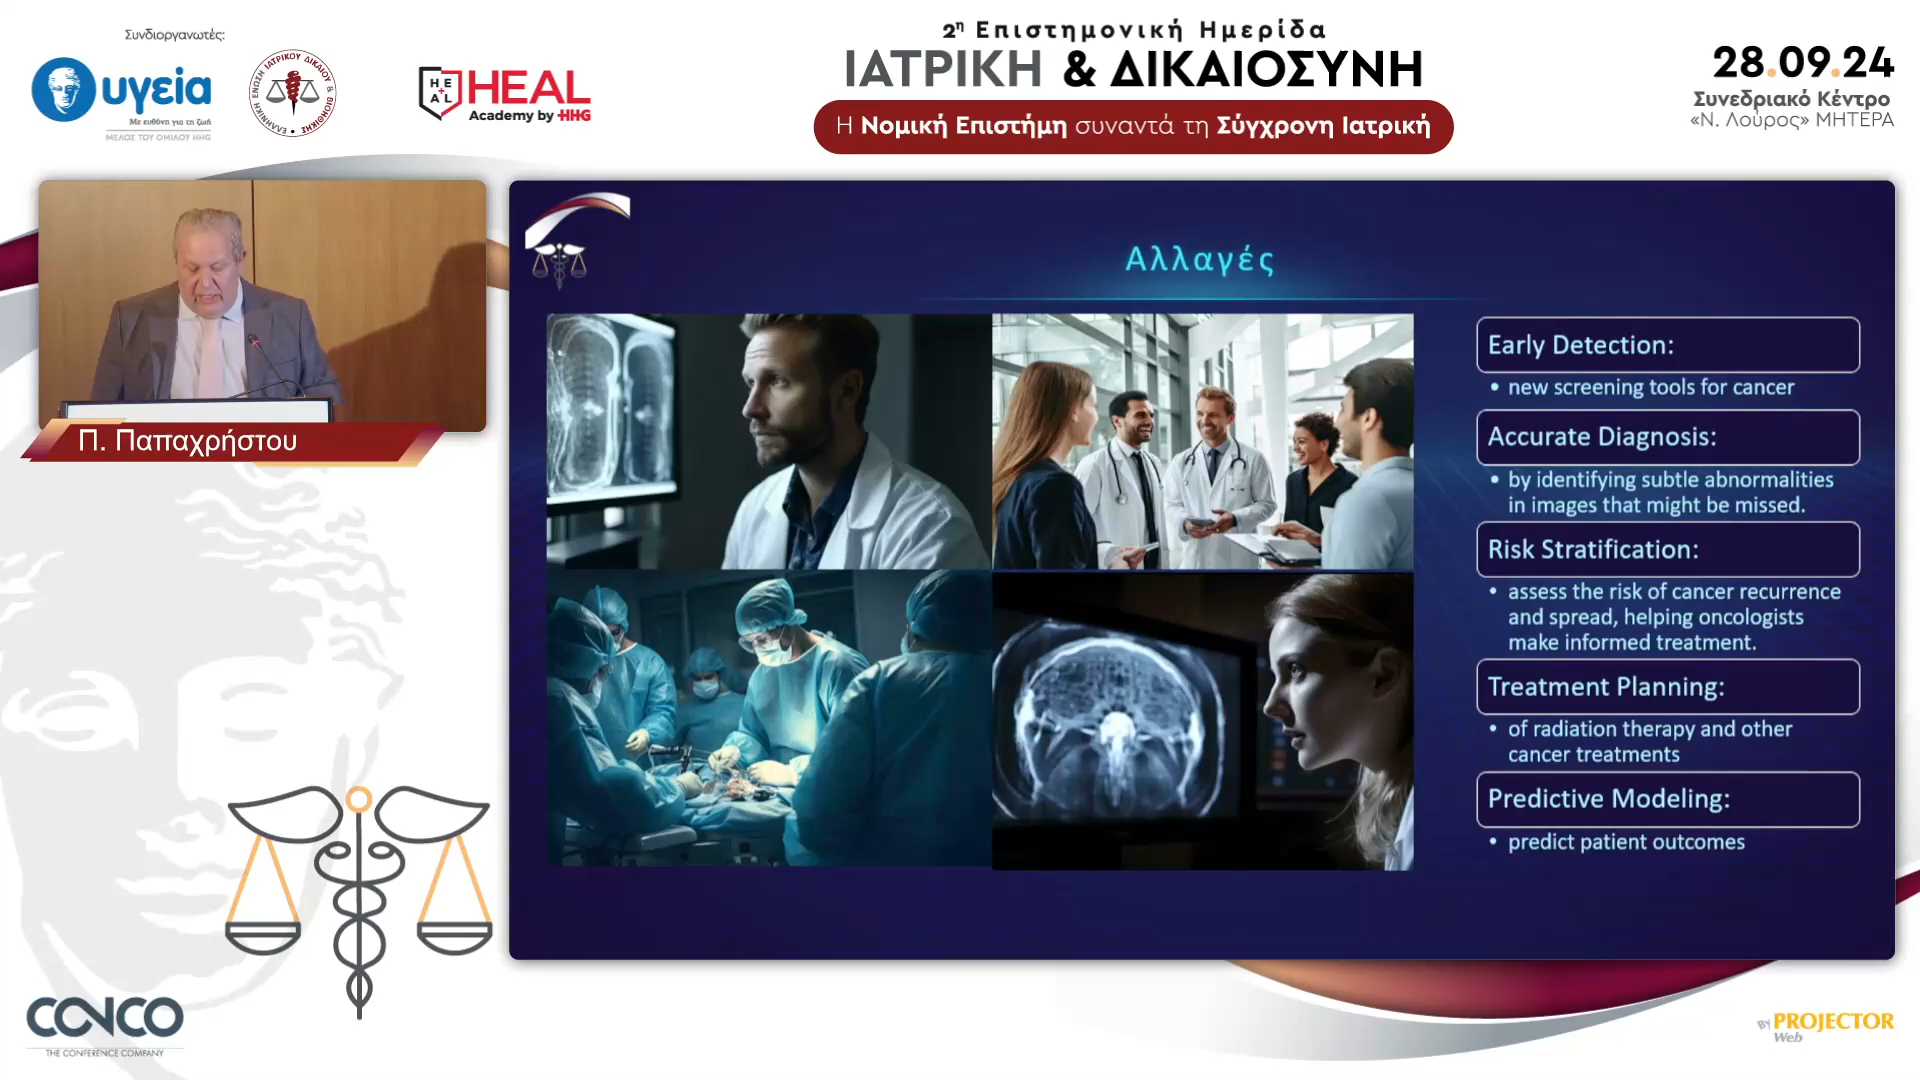 Συνδιοργανωτές:
υγεία
Με ευθύνη για τη ζωή
ΜΕΛΟΣ ΤΟΥ ΟΜΙΛΟΥ HHG
ΕΛΛΗΝΙΚΗ ΕΝΩΣΗ ΙΑΤΡΙΚΟΥ ΔΙΚΑΙΟΥ & ΒΙΟΗΘΙΚΗΣ
HE
AL
HEAL
Academy by HHG
2η Επιστημονική Ημερίδα
ΙΑΤΡΙΚΗ & ΔΙΚΑΙΟΣΥΝΗ
Η Νομική Επιστήμη συναντά τη Σύγχρονη Ιατρική
28.09.24
Συνεδριακό Κέντρο
«Ν. Λούρος» ΜΗΤΕΡΑ
Π. Παπαχρήστου
Αλλαγές
Early Detection:
• new screening tools for cancer
Accurate Diagnosis:
• by identifying subtle abnormalities
in images that might be missed.
Risk Stratification:
• assess the risk of cancer recurrence
and spread, helping oncologists
make informed treatment.
Treatment Planning:
• of radiation therapy and other
cancer treatments
Predictive Modeling:
• predict patient outcomes
CONCO
THE CONFERENCE COMPANY
By PROJECTOR
Web